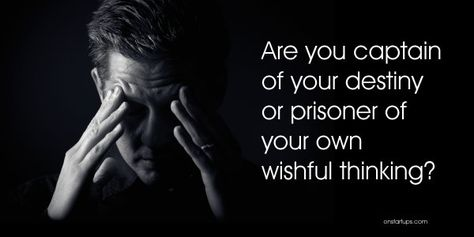 Are you captain
of your destiny
or prisoner of
your own
wishful thinking?
onstartups.com